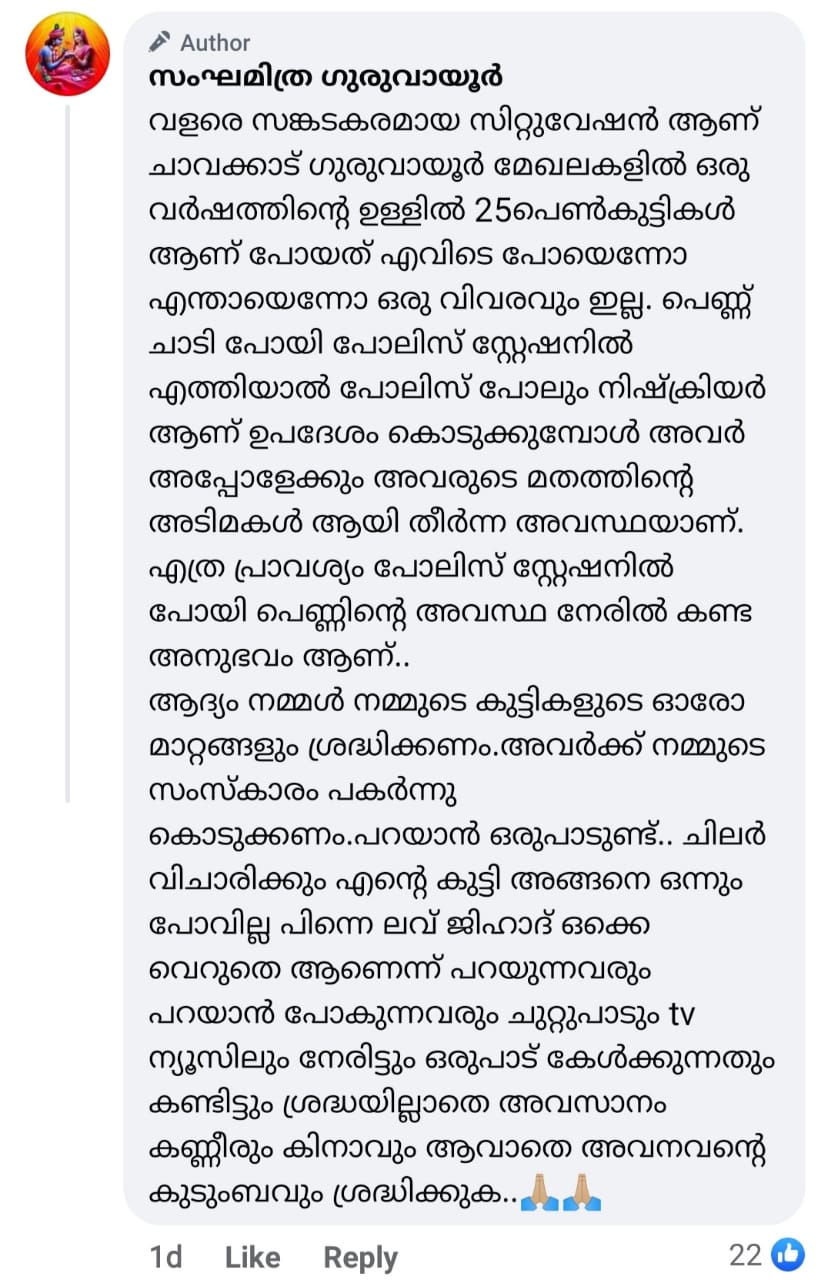 Author
സംഘമിത്ര ഗുരുവായൂർ
വളരെ സങ്കടകരമായ സിറ്റുവേഷൻ ആണ്
ചാവക്കാട് ഗുരുവായൂർ മേഖലകളിൽ ഒരു
വർഷത്തിന്റെ ഉള്ളിൽ 25പെൺകുട്ടികൾ
ആണ് പോയത് എവിടെ പോയെന്നോ
എന്തായെന്നോ ഒരു വിവരവും ഇല്ല. പെണ്ണ്
ചാടി പോയി പോലിസ് സ്റ്റേഷനിൽ
എത്തിയാൽ പോലിസ് പോലും നിഷ്ക്രിയർ
ആണ് ഉപദേശം കൊടുക്കുമ്പോൾ അവർ
അപ്പോളേക്കും അവരുടെ മതത്തിന്റെ
അടിമകൾ ആയി തീർന്ന അവസ്ഥയാണ്.
എത്ര പ്രാവശ്യം പോലിസ് സ്റ്റേഷനിൽ
പോയി പെണ്ണിന്റെ അവസ്ഥ നേരിൽ കണ്ട
അനുഭവം ആണ്..
ആദ്യം നമ്മൾ നമ്മുടെ കുട്ടികളുടെ ഓരോ
മാറ്റങ്ങളും ശ്രദ്ധിക്കണം.അവർക്ക് നമ്മുടെ
സംസ്കാരം പകർന്നു
കൊടുക്കണം.പറയാൻ ഒരുപാടുണ്ട്.. ചിലർ
വിചാരിക്കും എന്റെ കുട്ടി അങ്ങനെ ഒന്നും
പോവില്ല പിന്നെ ലവ് ജിഹാദ് ഒക്കെ
വെറുതെ ആണെന്ന് പറയുന്നവരും
പറയാൻ പോകുന്നവരും ചുറ്റുപാടും tv
ന്യൂസിലും നേരിട്ടും ഒരുപാട് കേൾക്കുന്നതും
കണ്ടിട്ടും ശ്രദ്ധയില്ലാതെ അവസാനം
കണ്ണീരും കിനാവും ആവാതെ അവനവന്റെ
കുടുംബവും ശ്രദ്ധിക്കുക..🙏🏼🙏🏼
1d Like Reply 22